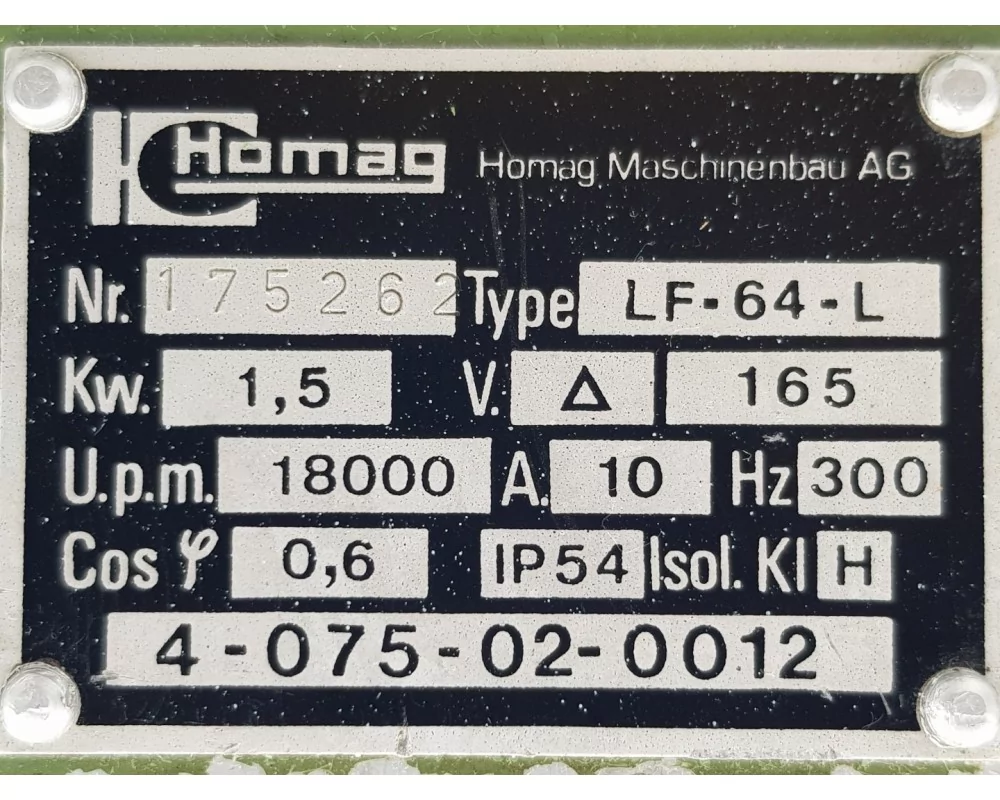 Homag Homag Maschinenbau AG
Nr. 175262 Type LF-64-L
Kw. 1,5 V. Δ 165
U.p.m. 18000 A. 10 Hz 300
Cos φ 0,6 IP54 Isol. Kl H
4-075-02-0012